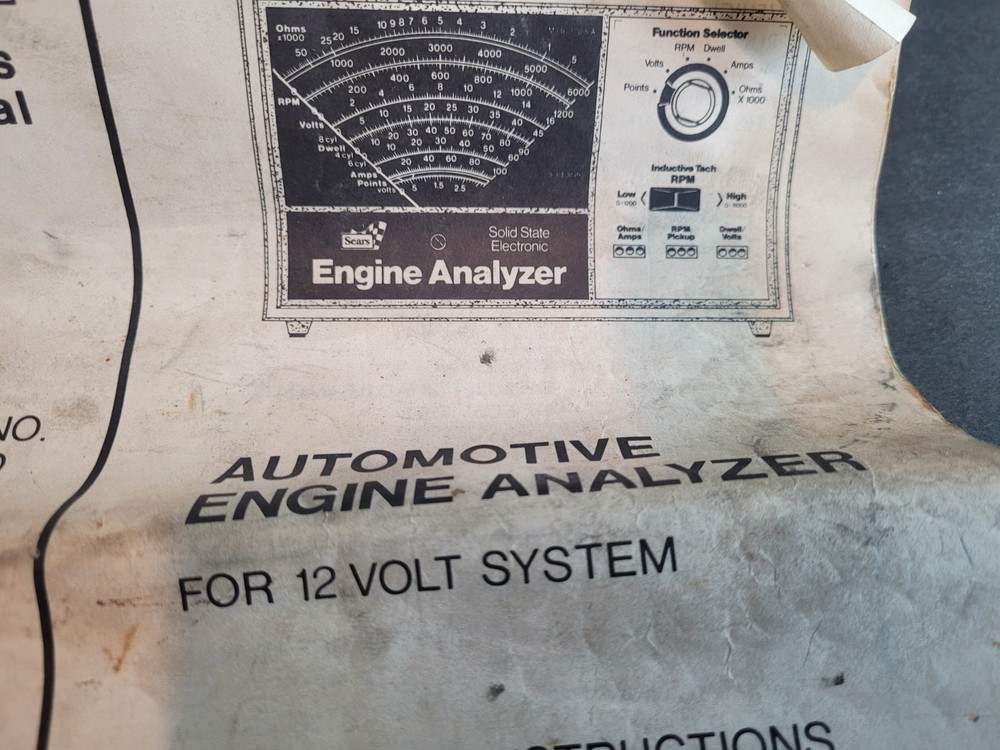 s
al
NO.
Ohms
x1000
50 25 20 15 10 9 8 7 6 5 4 3 2 1 .5
RPM
1000 2000 3000 4000 5000 6000
200 400 600 800 1000 1200
Volts
2 4 6 8 10 12 14 16
8 cyl
Dwell
4 cyl
6 cyl
5 10 15 20 25 30 35 40 45
10 20 30 40 50 60 70 80 90
Amps
20 40 60 80 100
Points
volts
.5 1.5 2.5
Sears
Solid State
Electronic
Engine Analyzer
Function Selector
RPM Dwell
Volts Amps
Points Ohms
X 1000
Inductive Tach
RPM
Low High
Ohms/
Amps
RPM
Pickup
Dwell/
Volts
AUTOMOTIVE
ENGINE ANALYZER
FOR 12 VOLT SYSTEM
STRUCTIONS